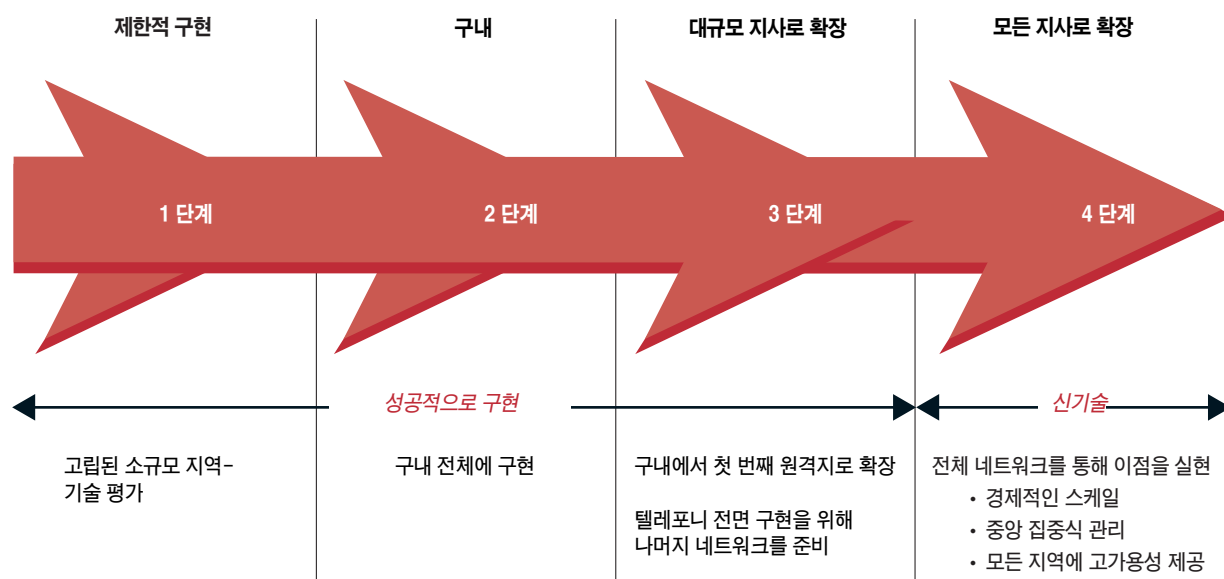 제한적 구현
구내
대규모 지사로 확장
모든 지사로 확장
1 단계
2 단계
3 단계
4 단계
성공적으로 구현
신기술
고립된 소규모 지역-
기술 평가
구내 전체에 구현
구내에서 첫 번째 원격지로 확장
텔레포니 전면 구현을 위해
나머지 네트워크를 준비
전체 네트워크를 통해 이점을 실현
• 경제적인 스케일
• 중앙 집중식 관리
• 모든 지역에 고가용성 제공